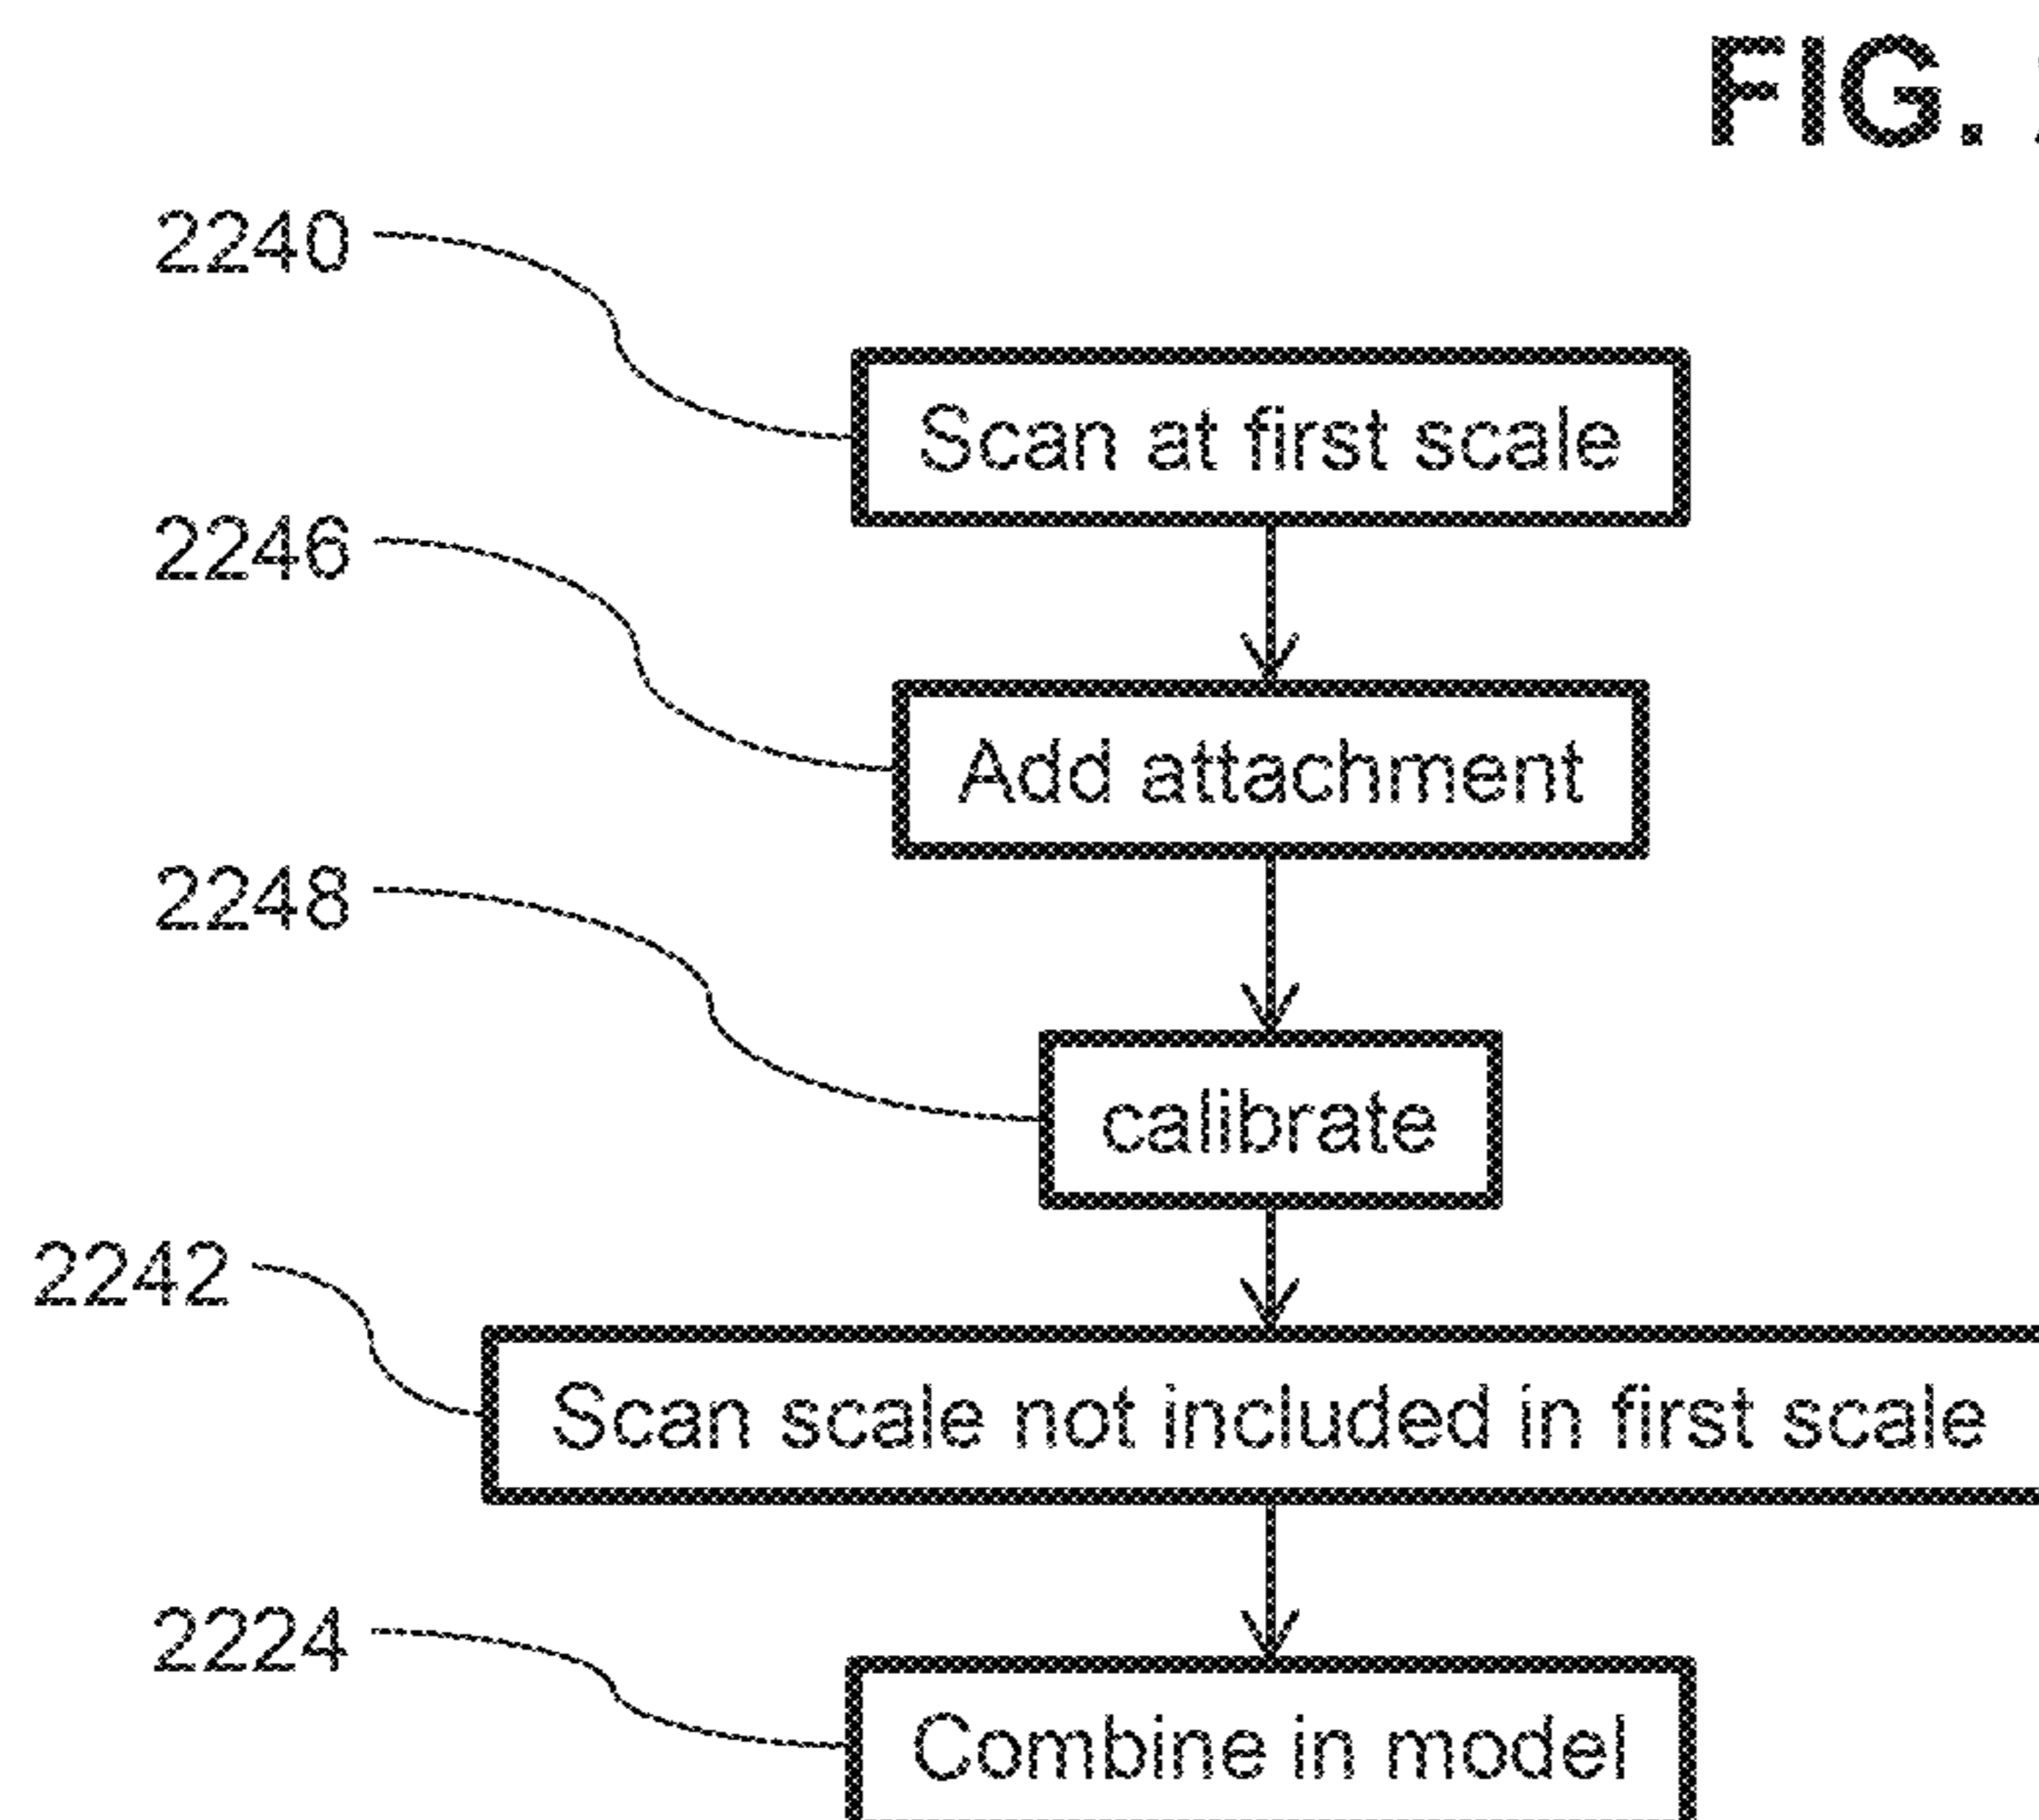 FIG.
2240
Scan at first scale
2246
Add attachment
2248
calibrate
2242
Scan scale not included in first scale
2224
Combine in model